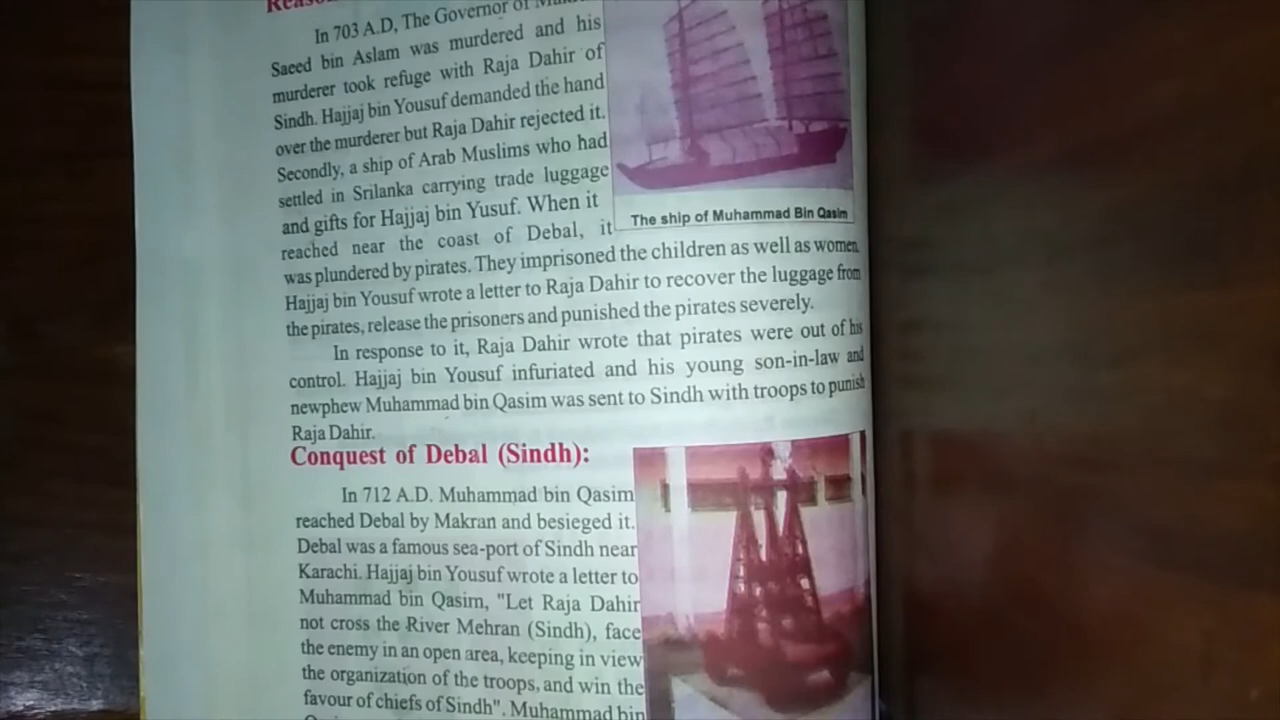 In 703 A.D, The Governor of
Saeed bin Aslam was murdered and his
murderer took refuge with Raja Dahir of
Sindh. Hajjaj bin Yousuf demanded the hand
over the murderer but Raja Dahir rejected it.
Secondly, a ship of Arab Muslims who had
settled in Srilanka carrying trade luggage
and gifts for Hajjaj bin Yusuf. When it
reached near the coast of Debal, it
The ship of Muhammad Bin Qasim
was plundered by pirates. They imprisoned the children as well as women.
Hajjaj bin Yousuf wrote a letter to Raja Dahir to recover the luggage from
the pirates, release the prisoners and punished the pirates severely.
In response to it, Raja Dahir wrote that pirates were out of his
control. Hajjaj bin Yousuf infuriated and his young son-in-law and
newphew Muhammad bin Qasim was sent to Sindh with troops to punish
Raja Dahir.
Conquest of Debal (Sindh):
In 712 A.D. Muhammad bin Qasim
reached Debal by Makran and besieged it.
Debal was a famous sea-port of Sindh near
Karachi. Hajjaj bin Yousuf wrote a letter to
Muhammad bin Qasim, "Let Raja Dahir
not cross the River Mehran (Sindh), face
the enemy in an open area, keeping in view
the organization of the troops, and win the
favour of chiefs of Sindh". Muhammad bin